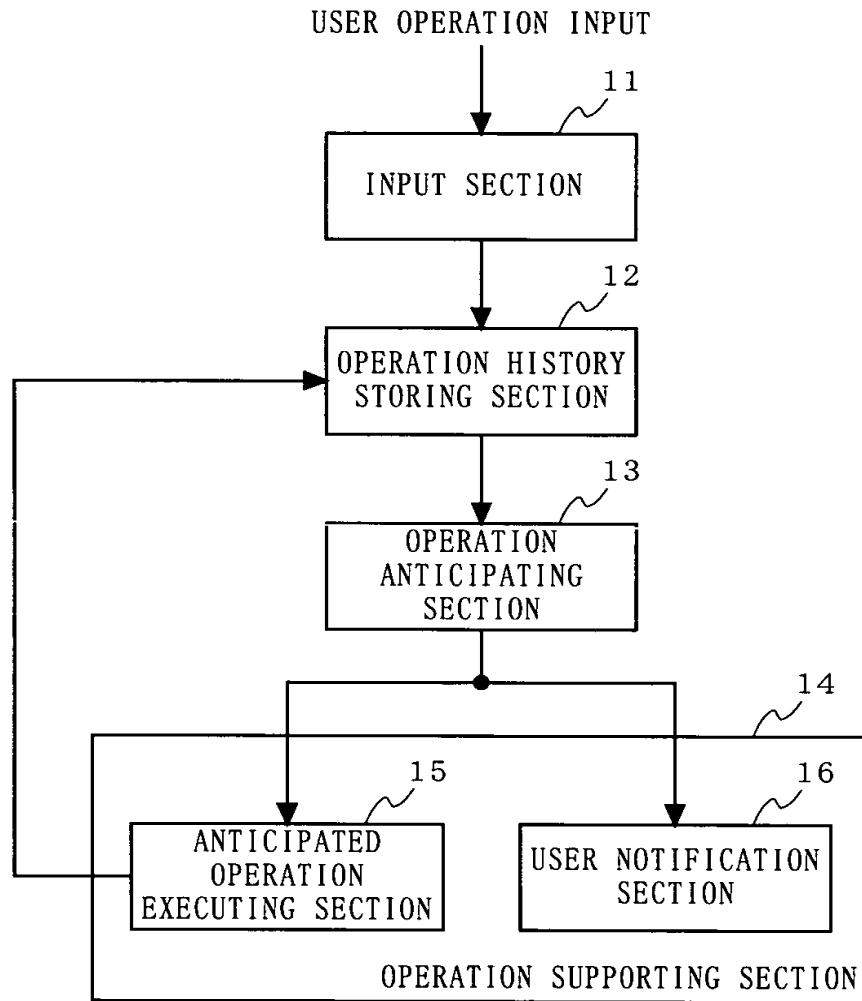 USER OPERATION INPUT
11
INPUT SECTION
12
OPERATION HISTORY
STORING SECTION
13
OPERATION
ANTICIPATING
SECTION
14
15
ANTICIPATED
OPERATION
EXECUTING SECTION
16
USER NOTIFICATION
SECTION
OPERATION SUPPORTING SECTION